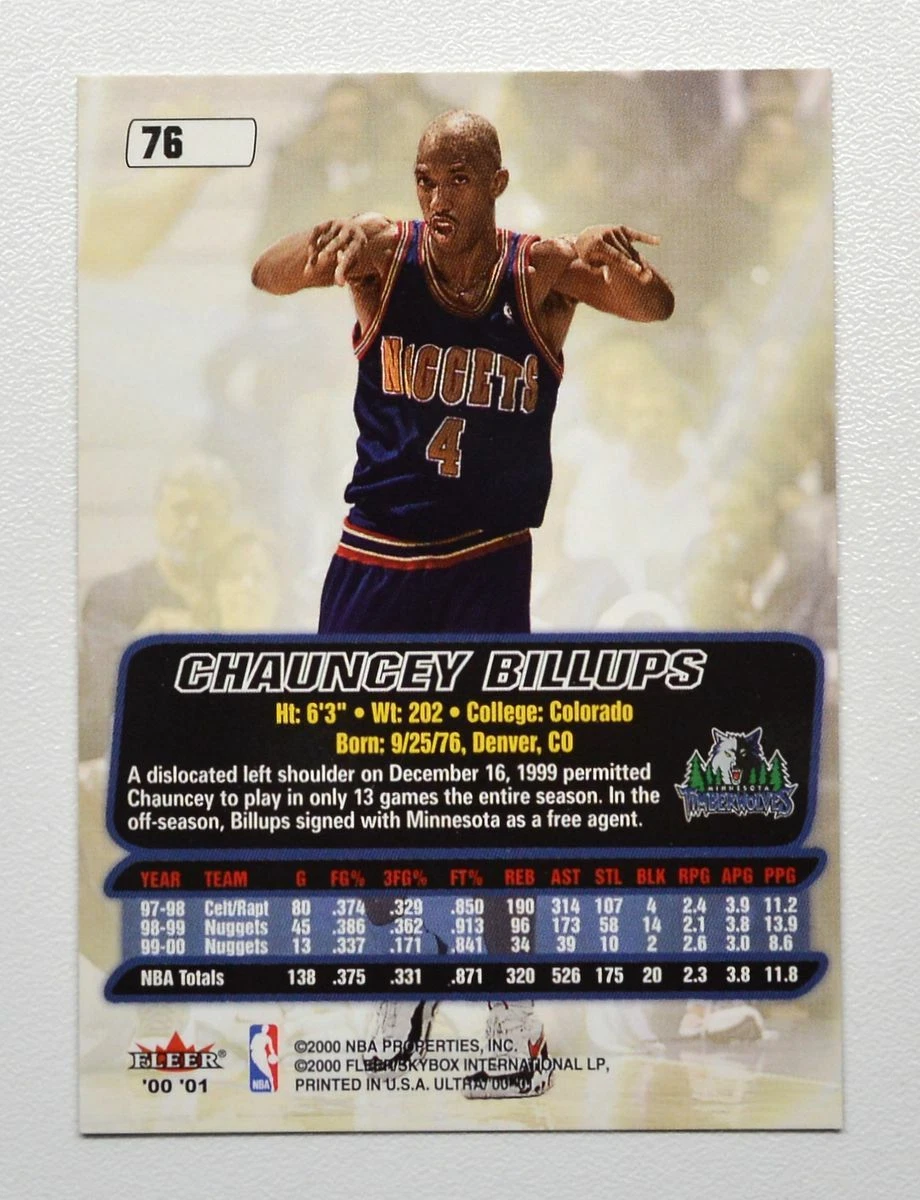 76
NUGGETS
4
CHAUNCEY BILLUPS
Ht: 6'3" • Wt: 202 • College: Colorado
Born: 9/25/76, Denver, CO
A dislocated left shoulder on December 16, 1999 permitted
Chauncey to play in only 13 games the entire season. In the
off-season, Billups signed with Minnesota as a free agent.
MINNESOTA
TIMBERWOLVES
YEAR TEAM G FG% 3FG% FT% REB AST STL BLK RPG APG PPG
97-98 Celt/Rapt 80 .374 .329 .850 190 314 107 4 2.4 3.9 11.2
98-99 Nuggets 45 .386 .362 .913 96 173 58 14 2.1 3.8 13.9
99-00 Nuggets 13 .337 .171 .841 34 39 10 2 2.6 3.0 8.6
NBA Totals 138 .375 .331 .871 320 526 175 20 2.3 3.8 11.8
FLEER®
'00 '01
NBA
©2000 NBA PROPERTIES, INC.
©2000 FLEER/SKYBOX INTERNATIONAL LP,
PRINTED IN U.S.A. ULTRA/'00-'01